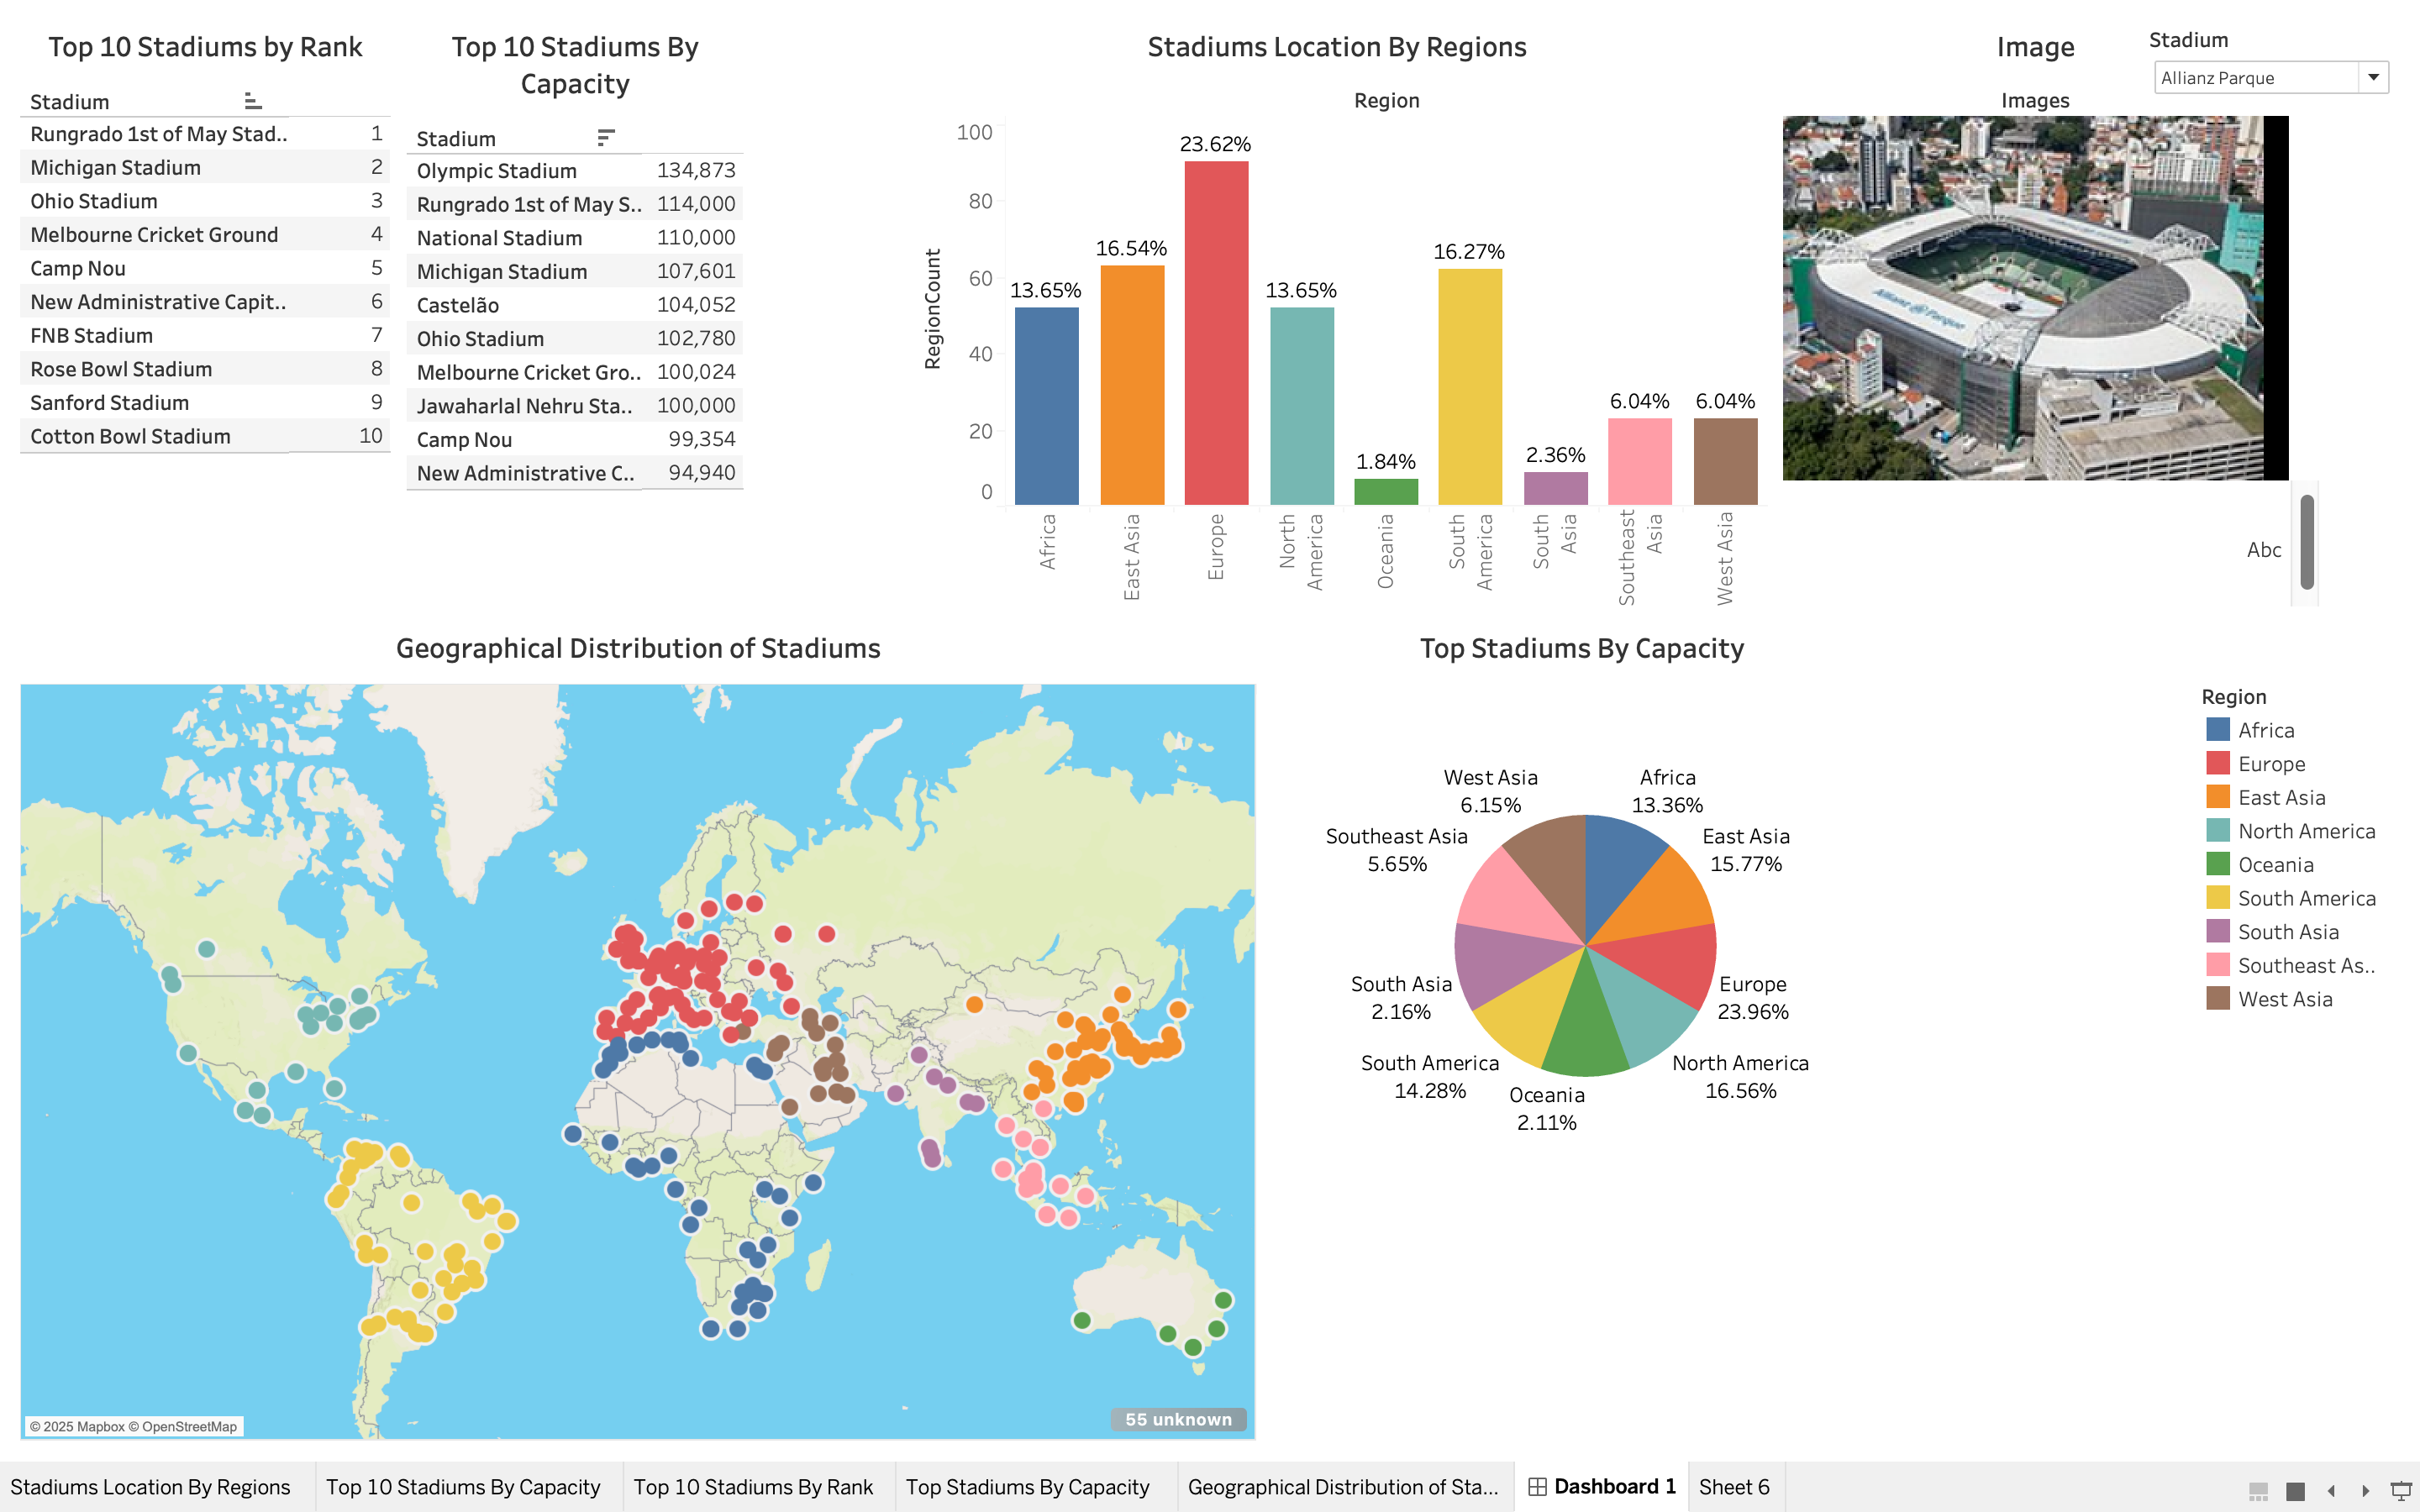 Top 10 Stadiums by Rank
Stadium
Rungrado 1st of May Stad.. 1
Michigan Stadium 2
Ohio Stadium 3
Melbourne Cricket Ground 4
Camp Nou 5
New Administrative Capit.. 6
FNB Stadium 7
Rose Bowl Stadium 8
Sanford Stadium 9
Cotton Bowl Stadium 10
Top 10 Stadiums By
Capacity
Stadium
Olympic Stadium 134,873
Rungrado 1st of May S.. 114,000
National Stadium 110,000
Michigan Stadium 107,601
Castelão 104,052
Ohio Stadium 102,780
Melbourne Cricket Gro.. 100,024
Jawaharlal Nehru Sta.. 100,000
Camp Nou 99,354
New Administrative C.. 94,940
Stadiums Location By Regions
Region
RegionCount
100
80
60
40
20
0
13.65%
16.54%
23.62%
13.65%
1.84%
16.27%
2.36%
6.04%
6.04%
Africa
East Asia
Europe
North
America
Oceania
South
America
South
Asia
Southeast
Asia
West Asia
Image
Images
Allianz Parque
Abc
Stadium
Allianz Parque
Geographical Distribution of Stadiums
© 2025 Mapbox © OpenStreetMap
55 unknown
Top Stadiums By Capacity
West Asia
6.15%
Africa
13.36%
Southeast Asia
5.65%
East Asia
15.77%
South Asia
2.16%
Europe
23.96%
South America
14.28%
North America
16.56%
Oceania
2.11%
Region
Africa
Europe
East Asia
North America
Oceania
South America
South Asia
Southeast As..
West Asia
Stadiums Location By Regions
Top 10 Stadiums By Capacity
Top 10 Stadiums By Rank
Top Stadiums By Capacity
Geographical Distribution of Sta...
Dashboard 1
Sheet 6